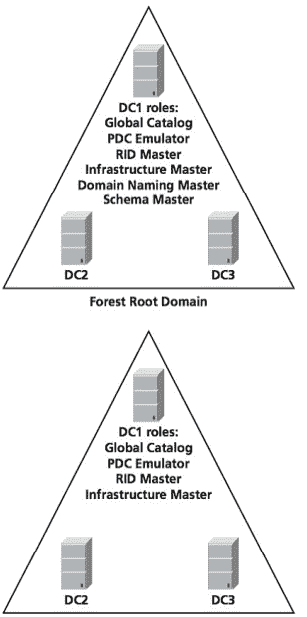 DC1 roles:
Global Catalog
PDC Emulator
RID Master
Infrastructure Master
Domain Naming Master
Schema Master
DC2
DC3
Forest Root Domain
DC1 roles:
Global Catalog
PDC Emulator
RID Master
Infrastructure Master
DC2
DC3